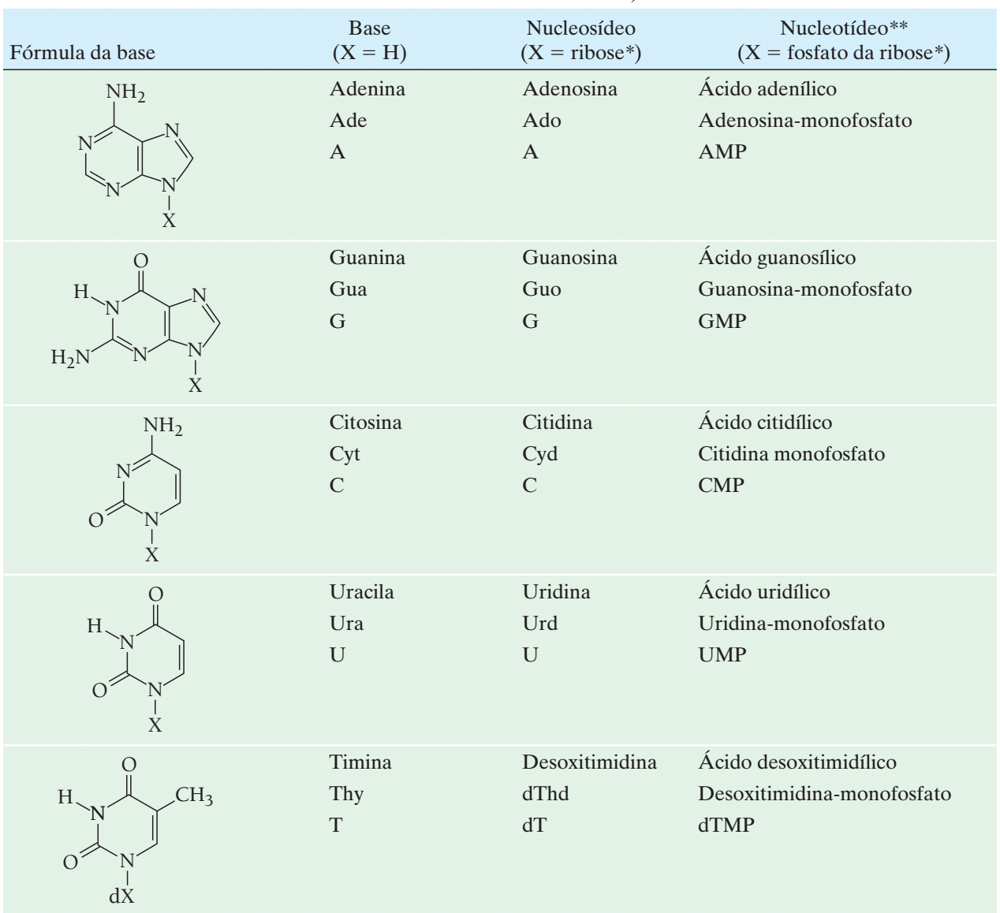 Base Nucleosídeo Nucleotídeo**
Fórmula da base (X = H) (X = ribose*) (X = fosfato da ribose*)
NH2 Adenina Adenosina Ácido adenílico
Ade Ado Adenosina-monofosfato
N N A A AMP
N N
X
O Guanina Guanosina Ácido guanosílico
H N N Gua Guo Guanosina-monofosfato
G G GMP
H2N N N
X
NH2 Citosina Citidina Ácido citidílico
N Cyt Cyd Citidina monofosfato
C C CMP
O N
X
O Uracila Uridina Ácido uridílico
H N Ura Urd Uridina-monofosfato
U U UMP
O N
X
O Timina Desoxitimidina Ácido desoxitimidílico
H N CH3 Thy dThd Desoxitimidina-monofosfato
T dT dTMP
O N
dX